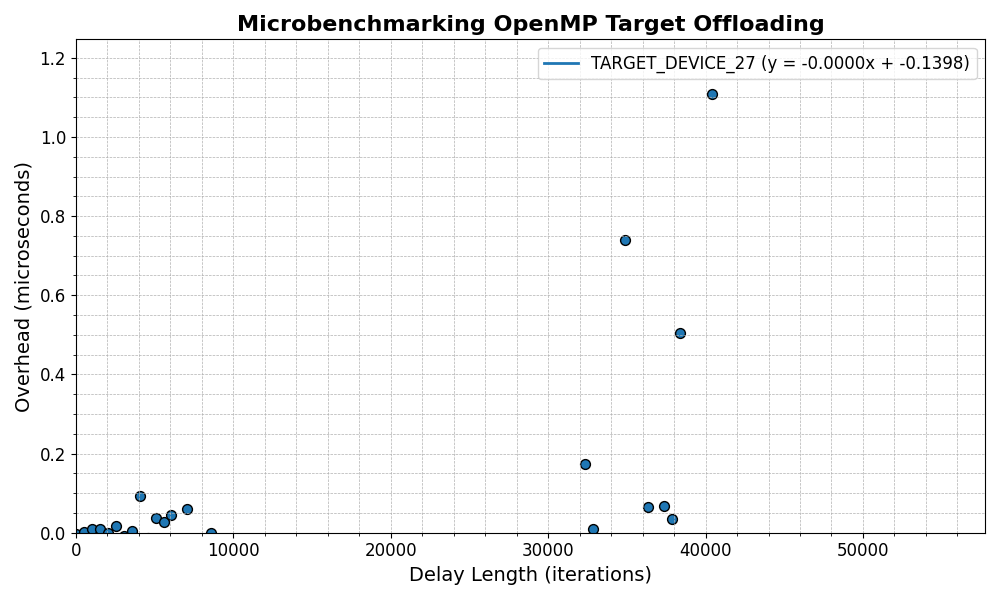 Microbenchmarking OpenMP Target Offloading
TARGET_DEVICE_27 (y = -0.0000x + -0.1398)
Overhead (microseconds)
1.2
1.0
0.8
0.6
0.4
0.2
0.0
0 10000 20000 30000 40000 50000
Delay Length (iterations)